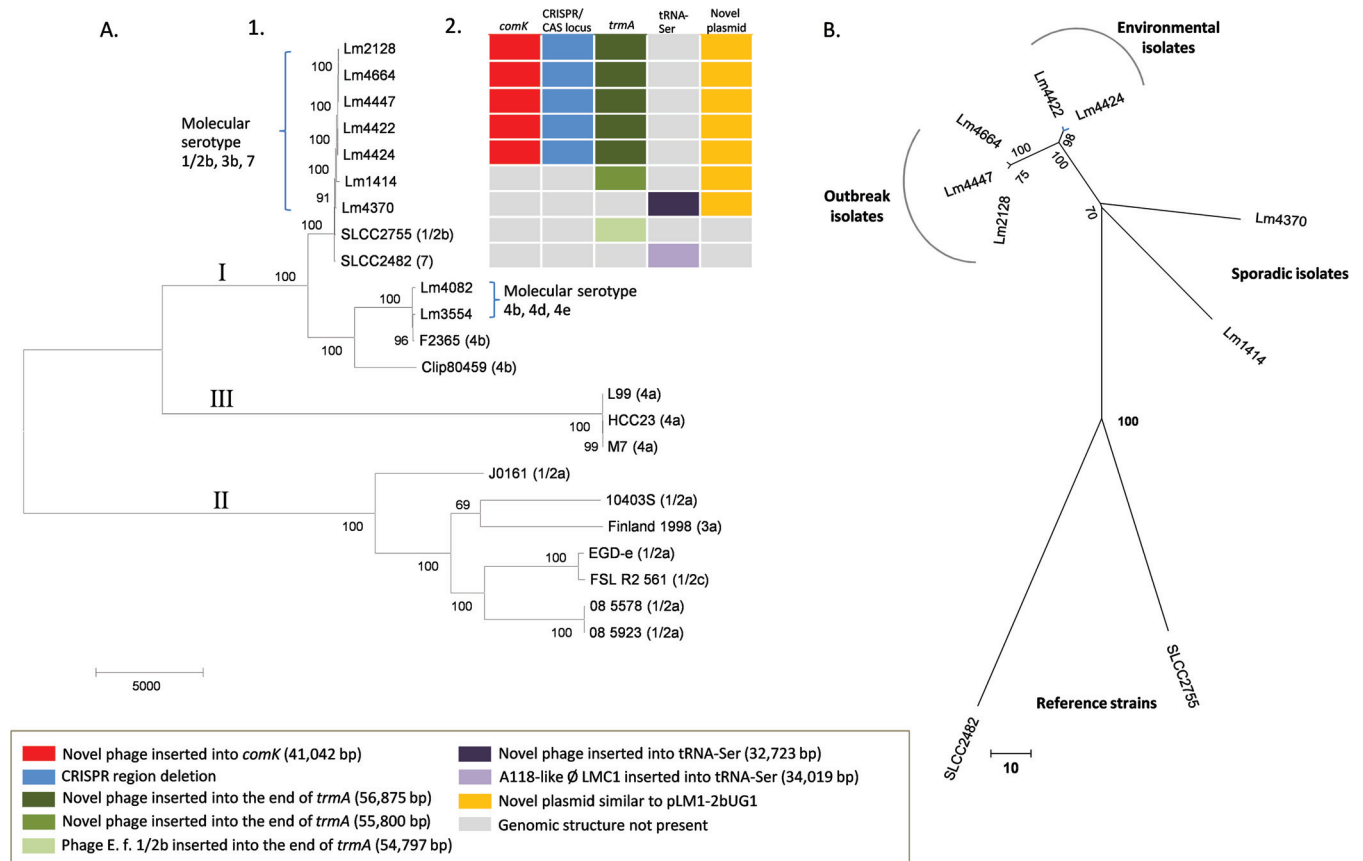 A.
1.
2.
B.
comK
CRISPR/
CAS locus
trmA
tRNA-
Ser
Novel
plasmid
Molecular
serotype
1/2b, 3b, 7
Lm2128
100
Lm4664
Lm4447
100
Lm4422
100
Lm4424
100
Lm1414
91
Lm4370
100
SLCC2755 (1/2b)
SLCC2482 (7)
I
100
Lm4082
100
Lm3554
Molecular serotype
4b, 4d, 4e
96
F2365 (4b)
100
Clip80459 (4b)
III
L99 (4a)
HCC23 (4a)
100
M7 (4a)
99
J0161 (1/2a)
II
100
10403S (1/2a)
69
Finland 1998 (3a)
100
EGD-e (1/2a)
100
FSL R2 561 (1/2c)
100
08 5578 (1/2a)
08 5923 (1/2a)
100
5000
Environmental
isolates
Lm4422
Lm4424
Lm4664
100
98
100
Lm4447
75
Outbreak
isolates
Lm2128
70
Lm4370
Sporadic isolates
Lm1414
100
SLCC2755
Reference strains
SLCC2482
10
Novel phage inserted into comK (41,042 bp)
CRISPR region deletion
Novel phage inserted into the end of trmA (56,875 bp)
Novel phage inserted into the end of trmA (55,800 bp)
Phage E. f. 1/2b inserted into the end of trmA (54,797 bp)
Novel phage inserted into tRNA-Ser (32,723 bp)
A118-like Ø LMC1 inserted into tRNA-Ser (34,019 bp)
Novel plasmid similar to pLM1-2bUG1
Genomic structure not present